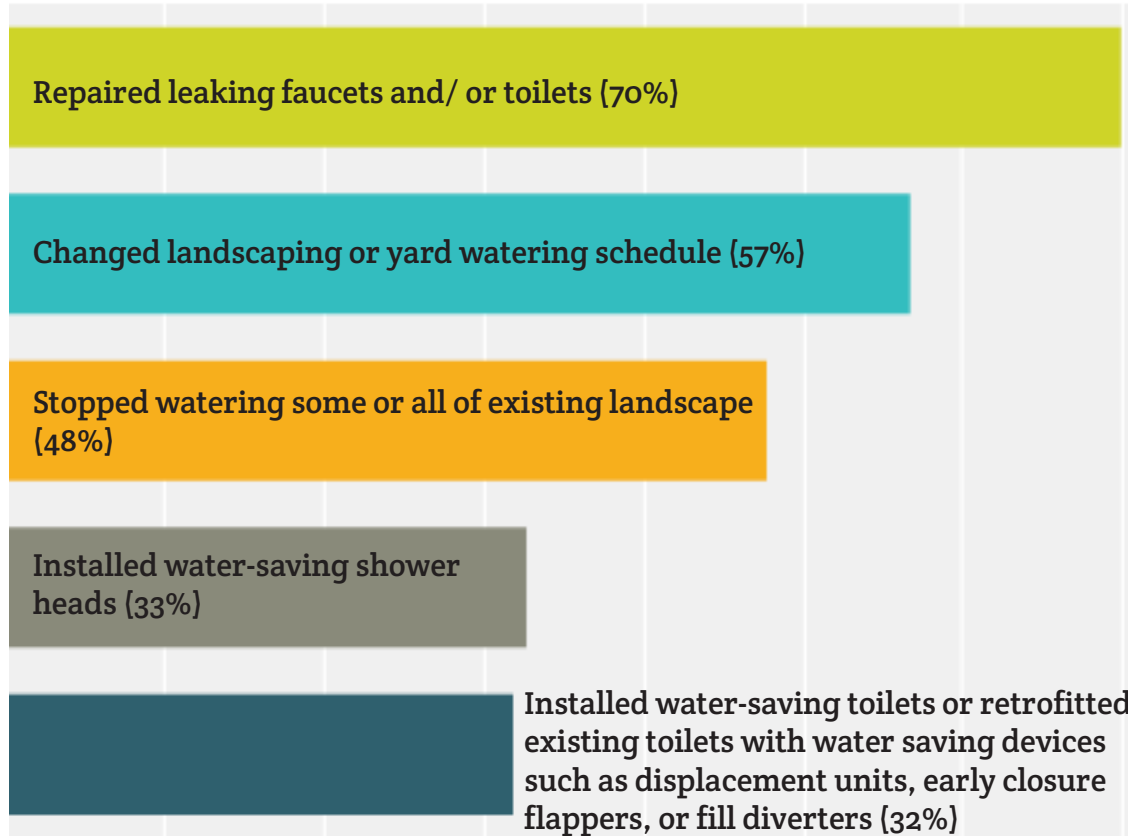 Repaired leaking faucets and/ or toilets (70%)
Changed landscaping or yard watering schedule (57%)
Stopped watering some or all of existing landscape
(48%)
Installed water-saving shower
heads (33%)
Installed water-saving toilets or retrofitted
existing toilets with water saving devices
such as displacement units, early closure
flappers, or fill diverters (32%)